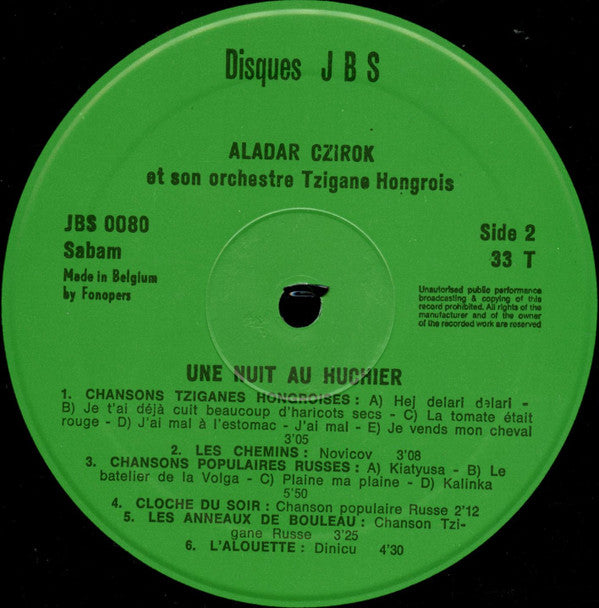 Disques J B S
ALADAR CZIROK
et son orchestre Tzigane Hongrois
JBS 0080
Sabam
Made in Belgium
by Fonopers
Side 2
33 T
Unauthorised public performance
broadcasting & copying of this
record prohibited. All rights of the
manufacturer and of the owner
of the recorded work are reserved
UNE NUIT AU HUCHIER
1. CHANSONS TZIGANES HONGROISES : A) Hej delari delari -
B) Je t'ai déjà cuit beaucoup d'haricots secs - C) La tomate était
rouge - D) J'ai mal à l'estomac - J'ai mal - E) Je vends mon cheval
3'05
2. LES CHEMINS : Novicov 3'08
3. CHANSONS POPULAIRES RUSSES : A) Kiatyusa - B) Le
batelier de la Volga - C) Plaine ma plaine - D) Kalinka
5'50
4. CLOCHE DU SOIR : Chanson populaire Russe 2'12
5. LES ANNEAUX DE BOULEAU : Chanson Tzi-
gane Russe 3'25
6. L'ALOUETTE : Dinicu 4'30